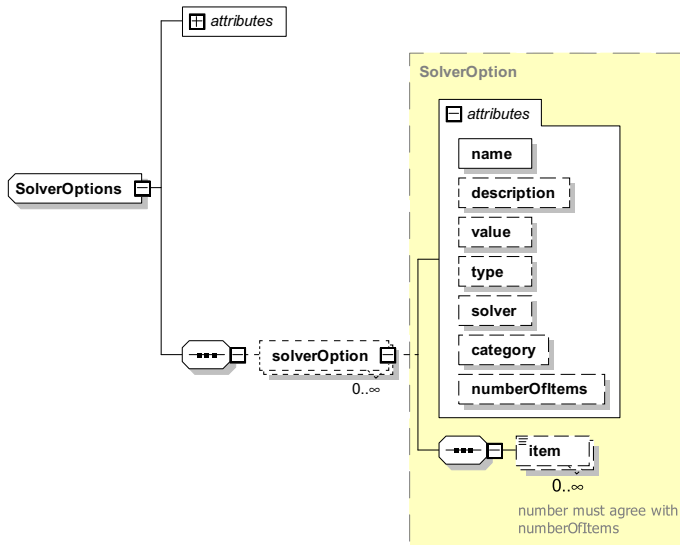 attributes
SolverOption
attributes
name
SolverOptions
description
value
type
solver
category
solverOption
0..∞
numberOfItems
item
0..∞
number must agree with
numberOfItems